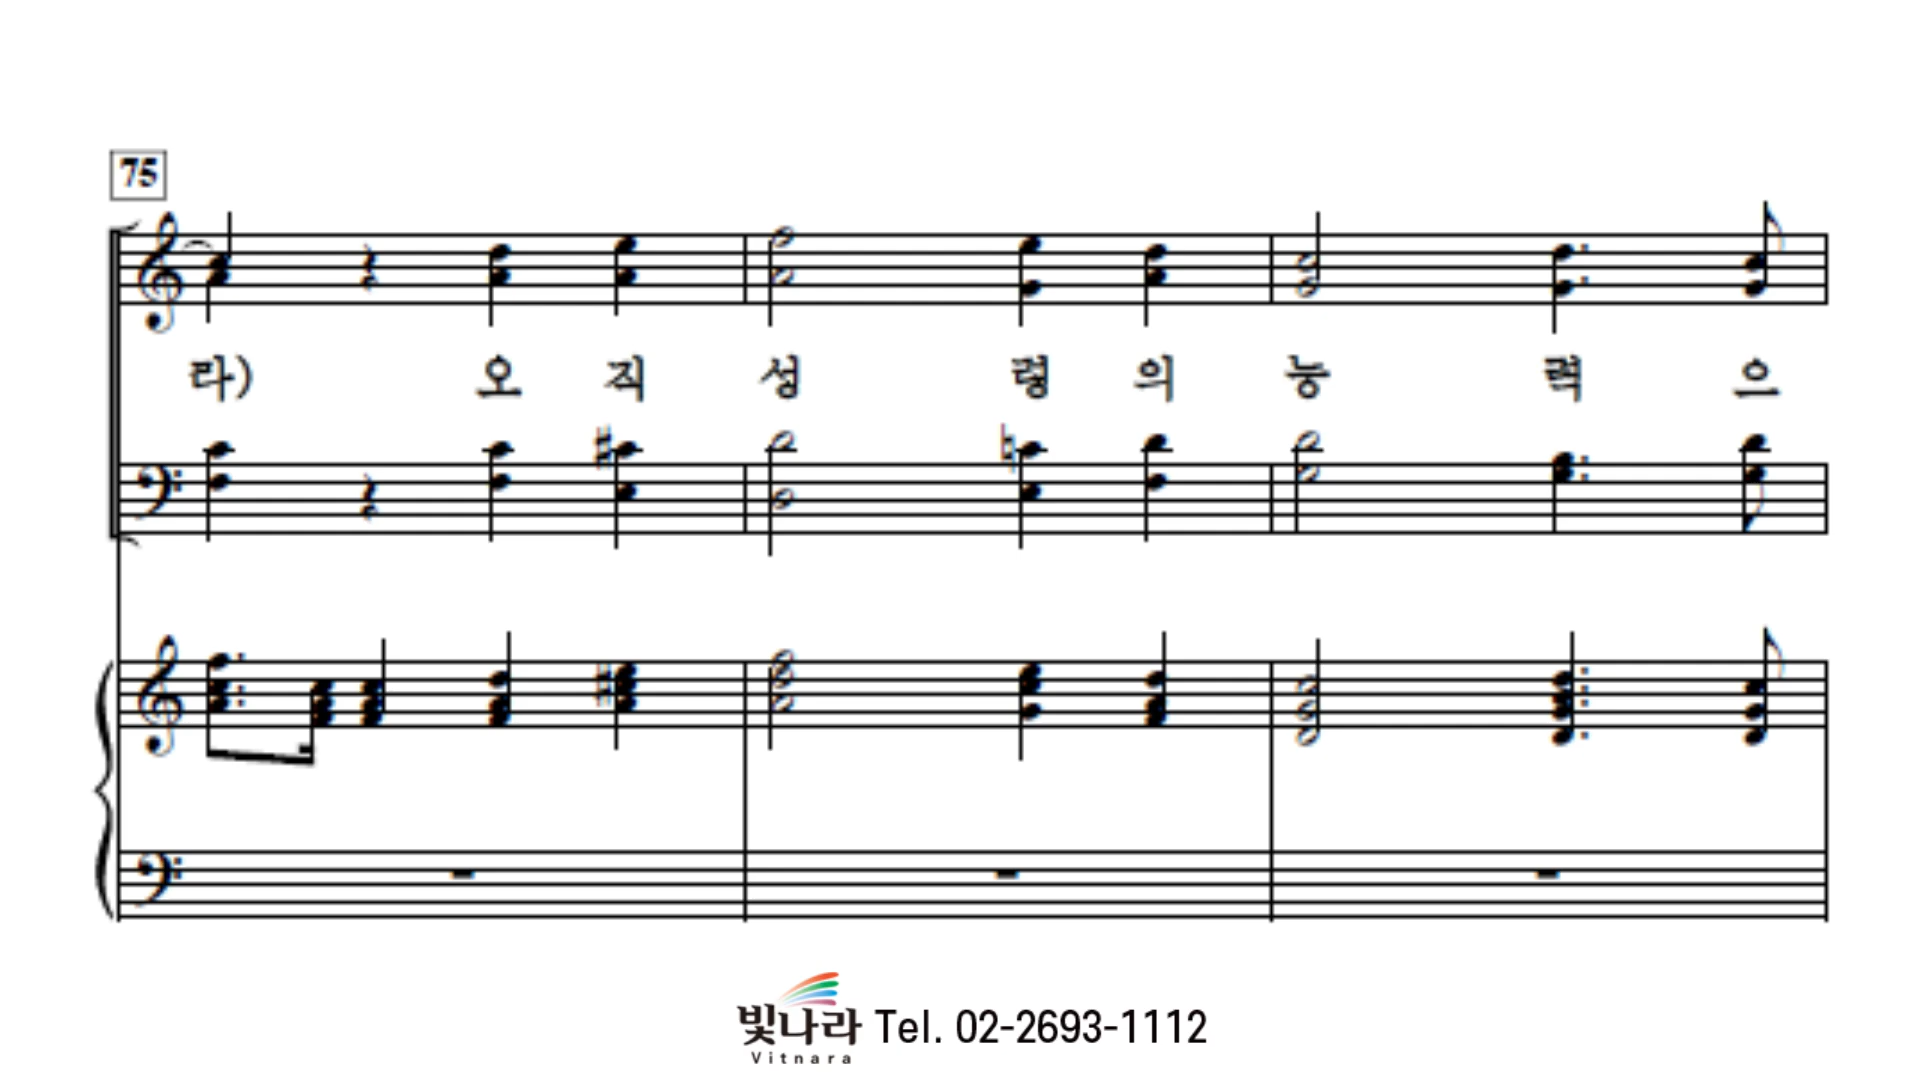 75
라) 오 직 성 령 의 능 력 으
빛나라 Tel. 02-2693-1112
Vitnara